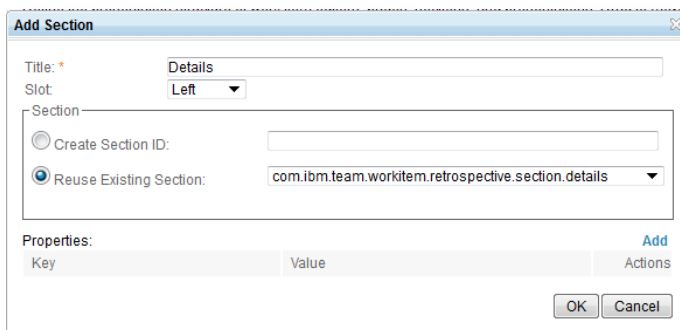 Add Section
Title: * Details
Slot: Left
Section
Create Section ID:
Reuse Existing Section: com.ibm.team.workitem.retrospective.section.details
Properties: Add
Key Value Actions
OK Cancel